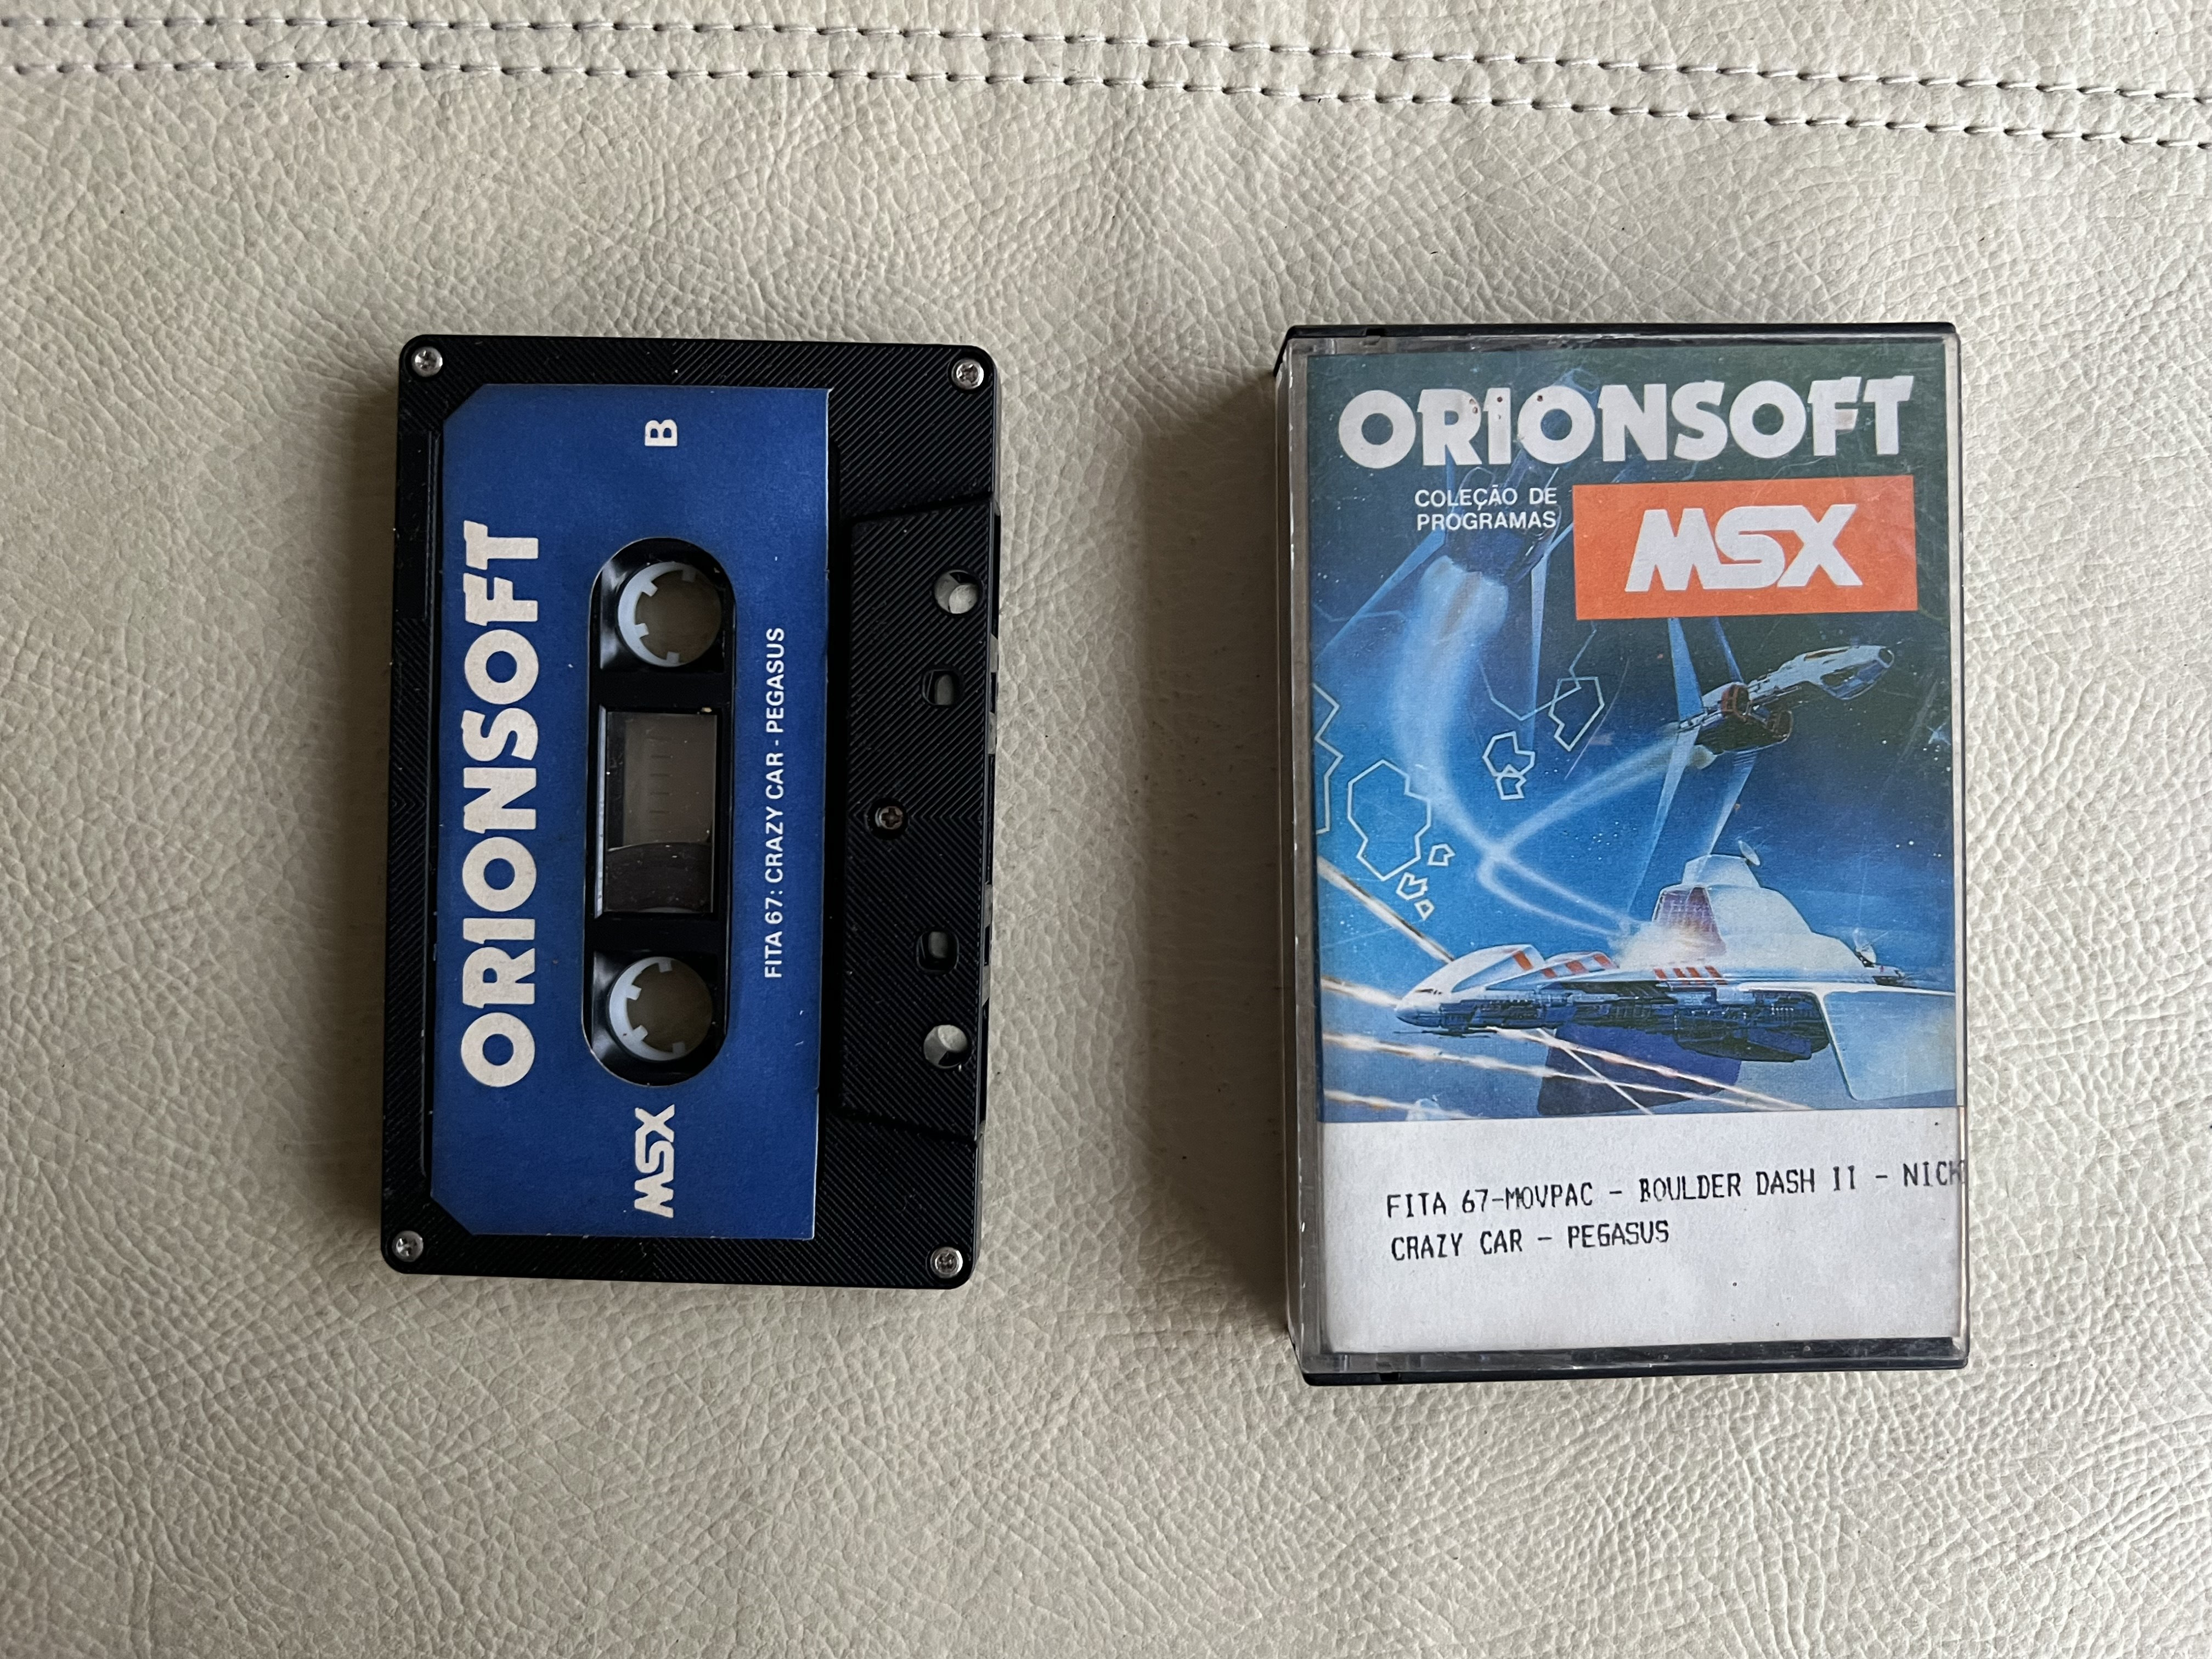 ORIONSOFT
B
MSX
FITA 67: CRAZY CAR - PEGASUS
ORIONSOFT
COLEÇÃO DE
PROGRAMAS
MSX
FITA 67-MOVPAC - BOULDER DASH II -
CRAZY CAR - PEGASUS